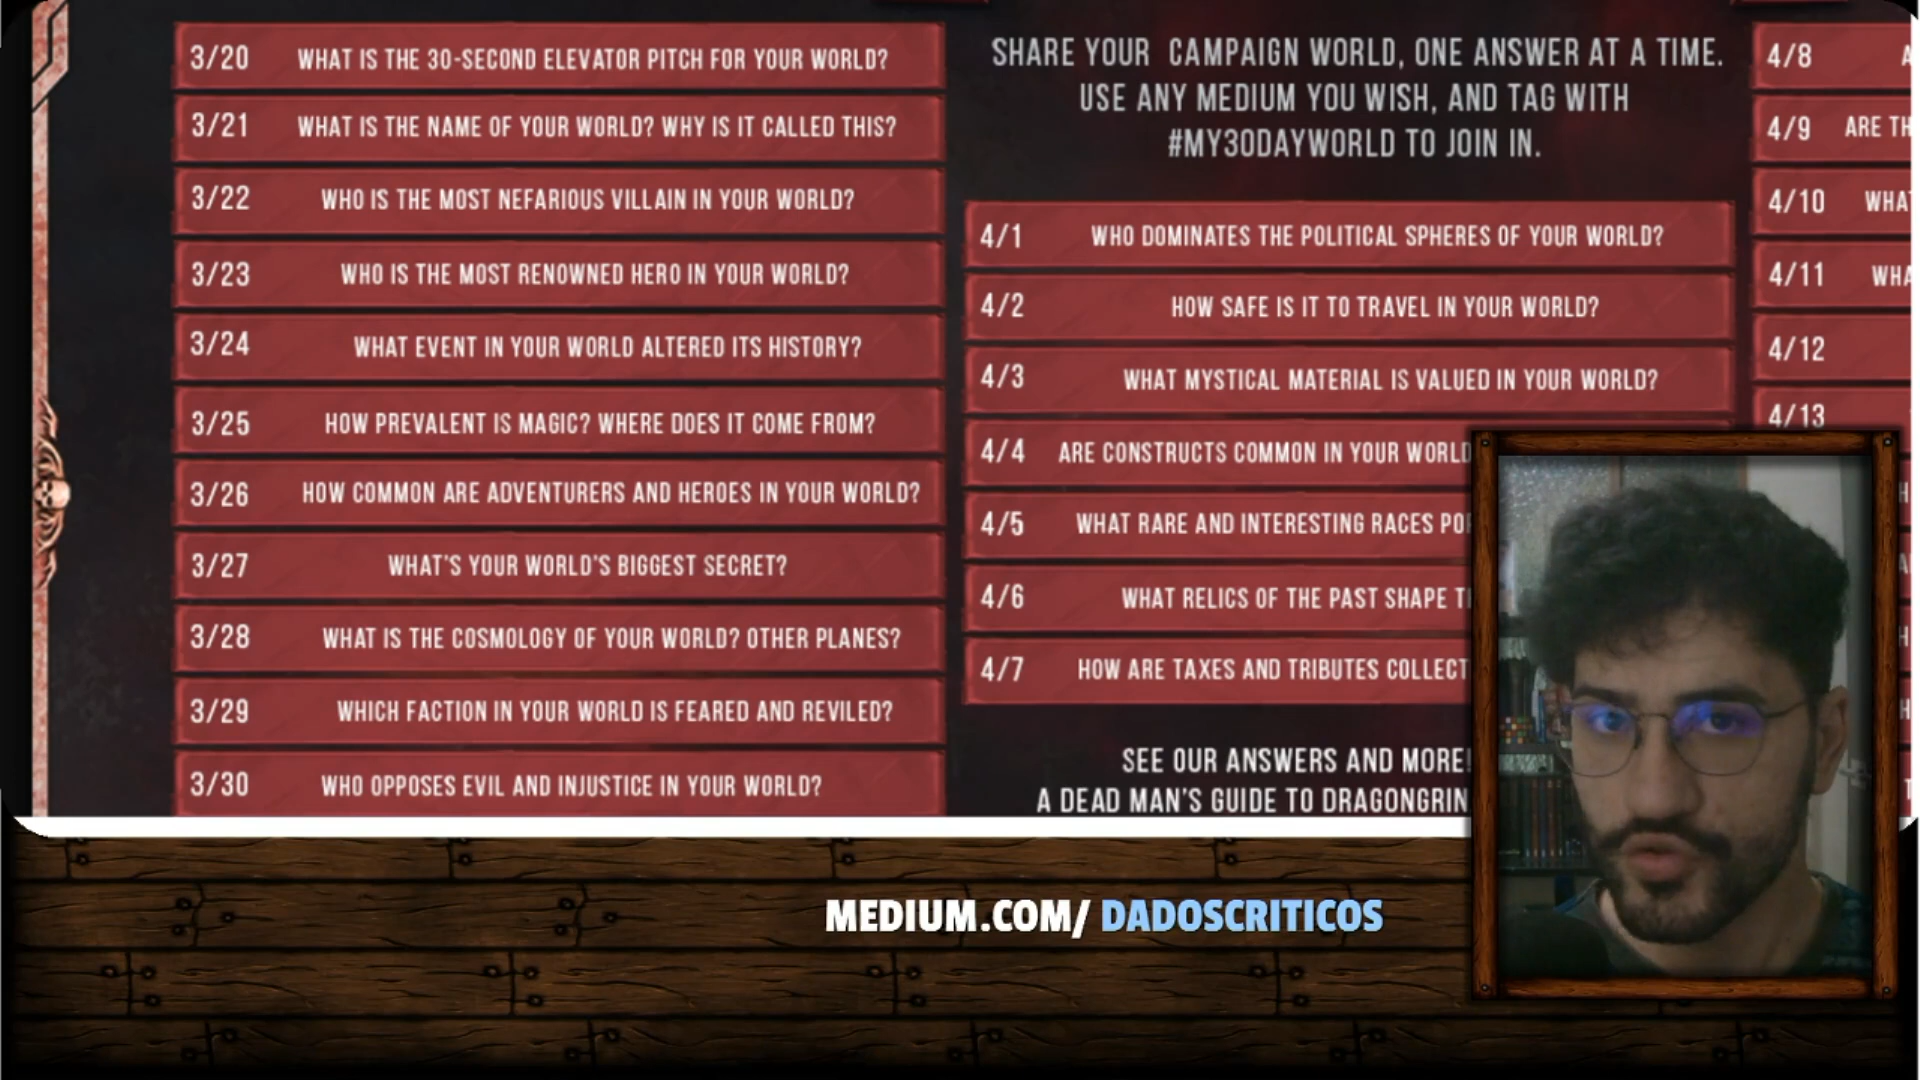 3/20 WHAT IS THE 30-SECOND ELEVATOR PITCH FOR YOUR WORLD?
3/21 WHAT IS THE NAME OF YOUR WORLD? WHY IS IT CALLED THIS?
3/22 WHO IS THE MOST NEFARIOUS VILLAIN IN YOUR WORLD?
3/23 WHO IS THE MOST RENOWNED HERO IN YOUR WORLD?
3/24 WHAT EVENT IN YOUR WORLD ALTERED ITS HISTORY?
3/25 HOW PREVALENT IS MAGIC? WHERE DOES IT COME FROM?
3/26 HOW COMMON ARE ADVENTURERS AND HEROES IN YOUR WORLD?
3/27 WHAT'S YOUR WORLD'S BIGGEST SECRET?
3/28 WHAT IS THE COSMOLOGY OF YOUR WORLD? OTHER PLANES?
3/29 WHICH FACTION IN YOUR WORLD IS FEARED AND REVILED?
3/30 WHO OPPOSES EVIL AND INJUSTICE IN YOUR WORLD?
SHARE YOUR CAMPAIGN WORLD, ONE ANSWER AT A TIME.
USE ANY MEDIUM YOU WISH, AND TAG WITH
#MY30DAYWORLD TO JOIN IN.
4/1 WHO DOMINATES THE POLITICAL SPHERES OF YOUR WORLD?
4/2 HOW SAFE IS IT TO TRAVEL IN YOUR WORLD?
4/3 WHAT MYSTICAL MATERIAL IS VALUED IN YOUR WORLD?
4/4 ARE CONSTRUCTS COMMON IN YOUR WORLD
4/5 WHAT RARE AND INTERESTING RACES
4/6 WHAT RELICS OF THE PAST SHAPE
4/7 HOW ARE TAXES AND TRIBUTES COLLECT
SEE OUR ANSWERS AND MORE!
A DEAD MAN'S GUIDE TO DRAGONGRIN
4/8
4/9 ARE TH
4/10 WHAT
4/11 WHA
4/12
4/13
MEDIUM.COM/ DADOSCRITICOS